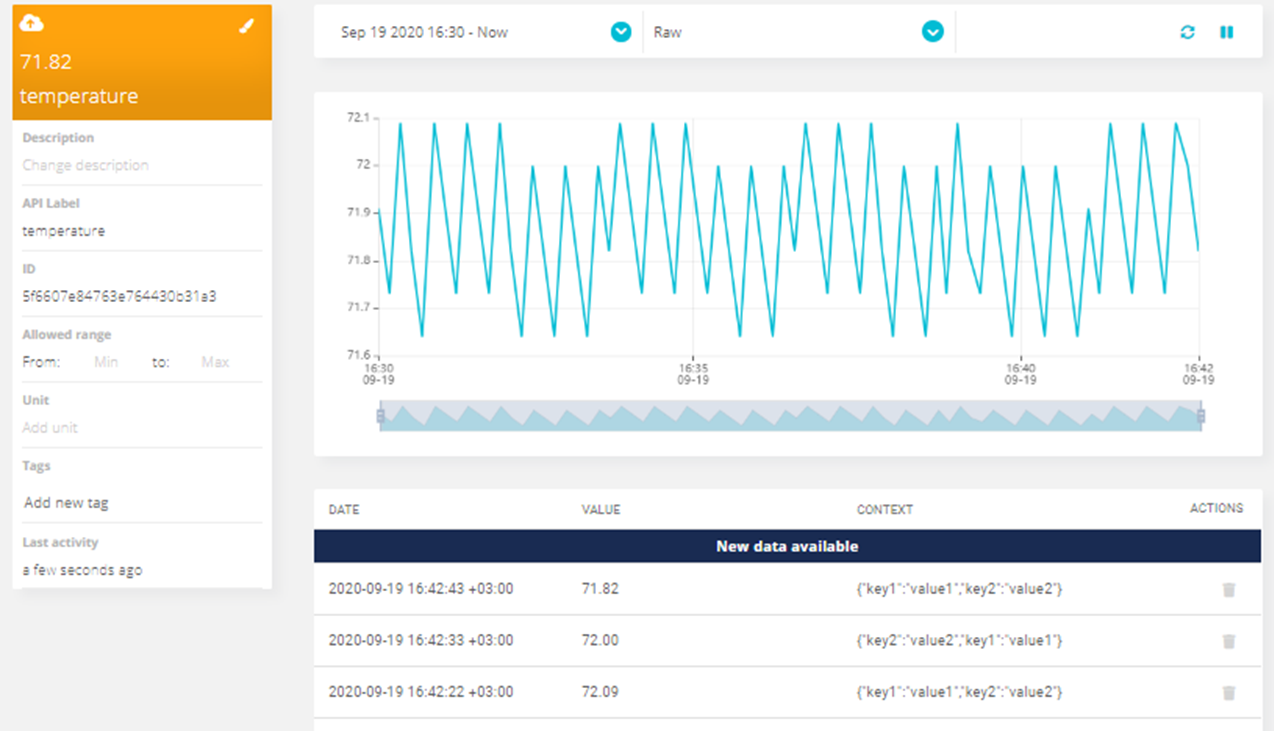 71.82
temperature
Description
Change description
API Label
temperature
ID
5f6607e84763e764430b31a3
Allowed range
From: Min to: Max
Unit
Add unit
Tags
Add new tag
Last activity
a few seconds ago
Sep 19 2020 16:30 - Now
Raw
72.1
72
71.9
71.8
71.7
71.6
16:30 16:35 16:40 16:42
09-19 09-19 09-19 09-19
DATE VALUE CONTEXT ACTIONS
New data available
2020-09-19 16:42:43 +03:00 71.82 {"key1":"value1","key2":"value2"}
2020-09-19 16:42:33 +03:00 72.00 {"key2":"value2","key1":"value1"}
2020-09-19 16:42:22 +03:00 72.09 {"key1":"value1","key2":"value2"}